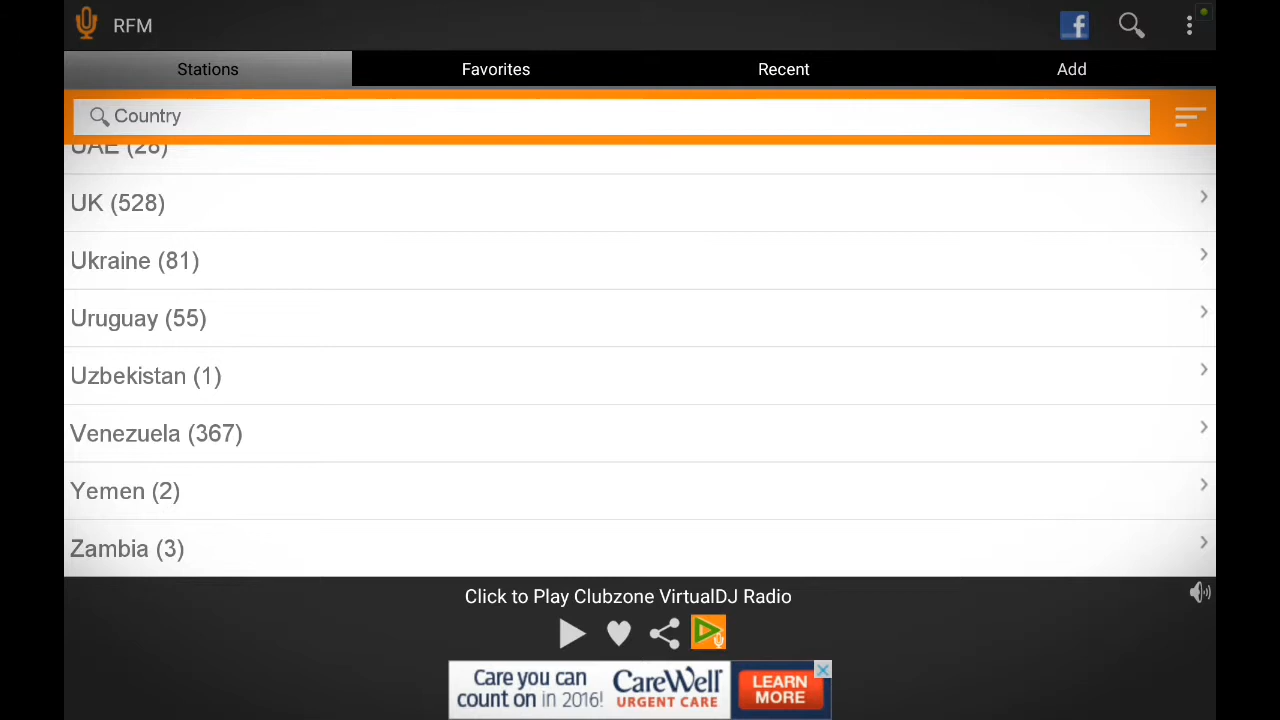 RFM
Stations Favorites Recent Add
Country
UAE (28)
UK (528)
Ukraine (81)
Uruguay (55)
Uzbekistan (1)
Venezuela (367)
Yemen (2)
Zambia (3)
Click to Play Clubzone VirtualDJ Radio
Care you can
count on in 2016!
CareWell
URGENT CARE
LEARN
MORE